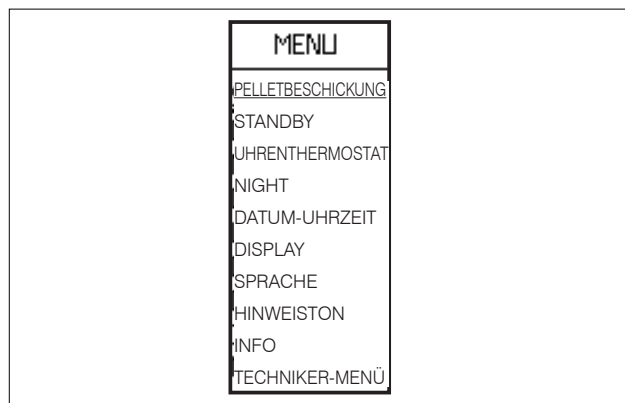 MENU
PELLETBESCHICKUNG
STANDBY
UHRENTHERMOSTAT
NIGHT
DATUM-UHRZEIT
DISPLAY
SPRACHE
HINWEISTON
INFO
TECHNIKER-MENÜ